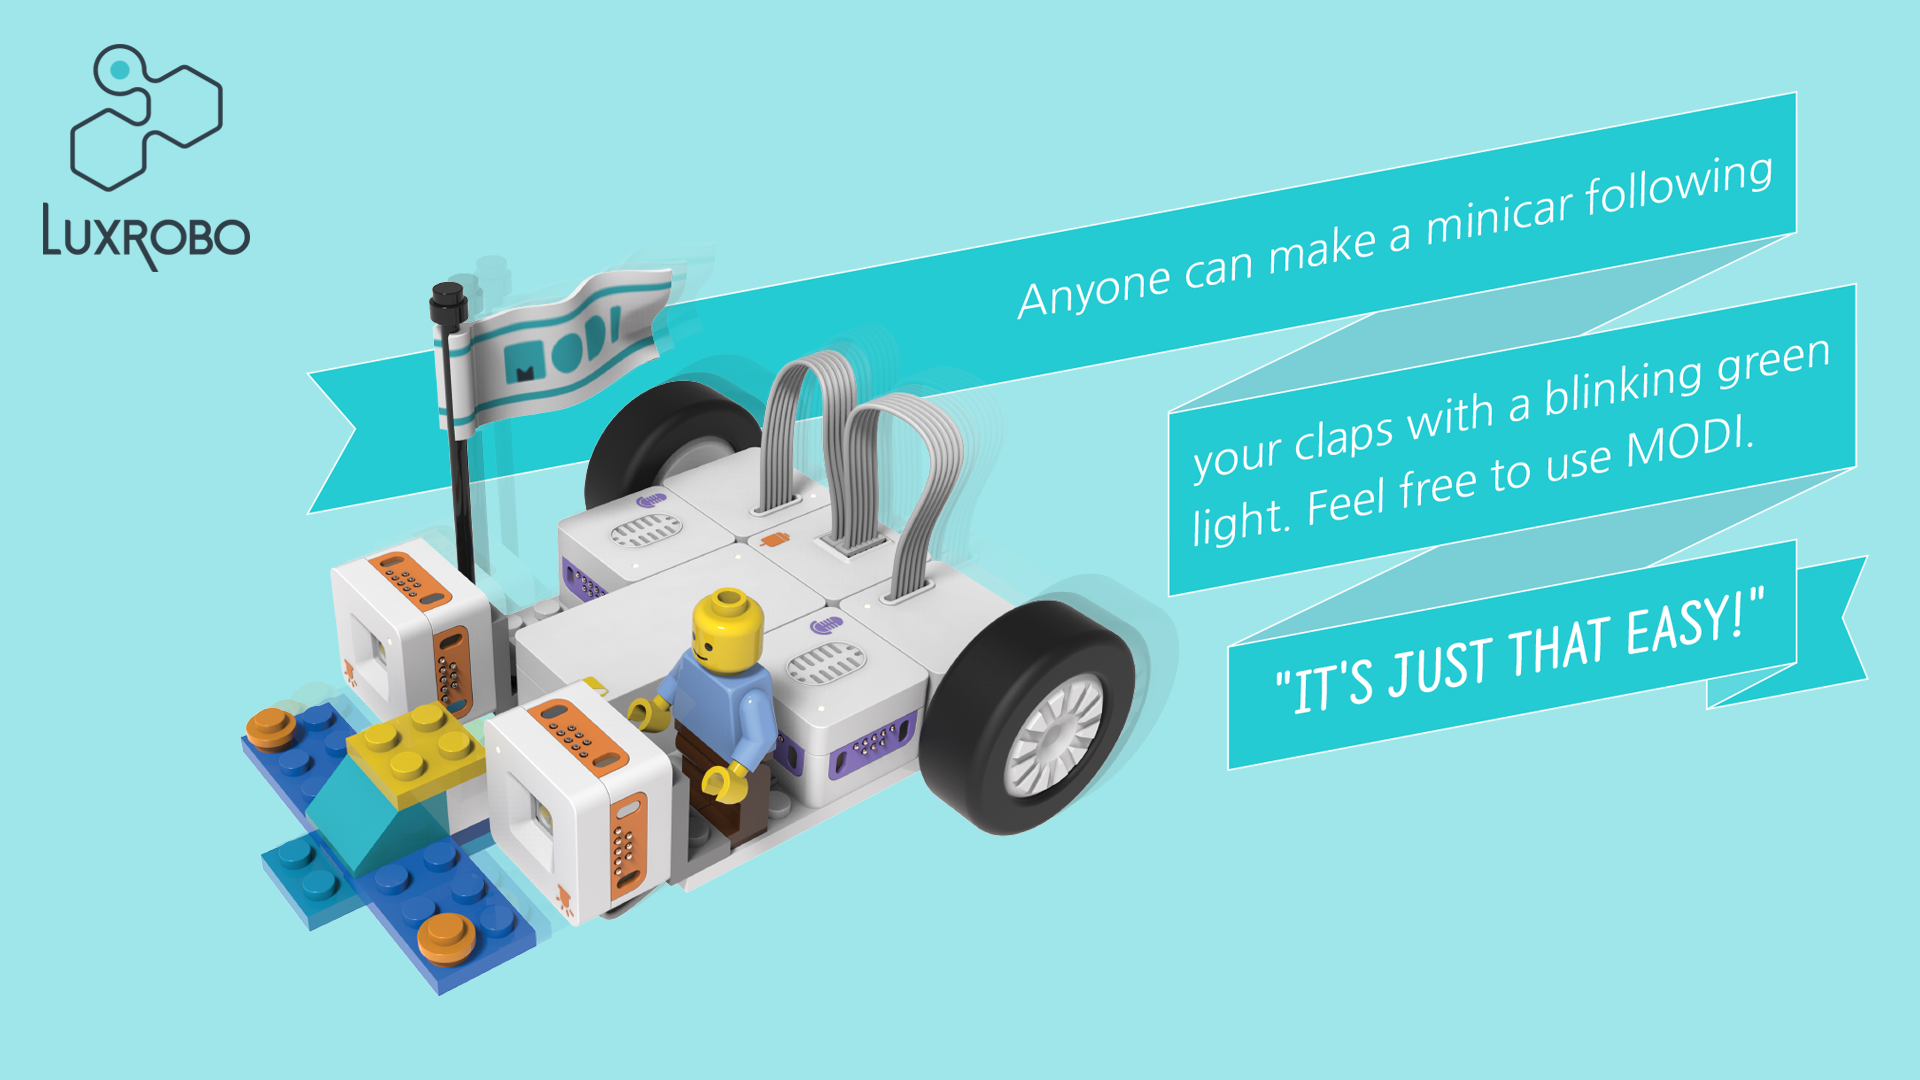 LUXROBO
MODI
Anyone can make a minicar following
your claps with a blinking green
light. Feel free to use MODI.
"IT'S JUST THAT EASY!"